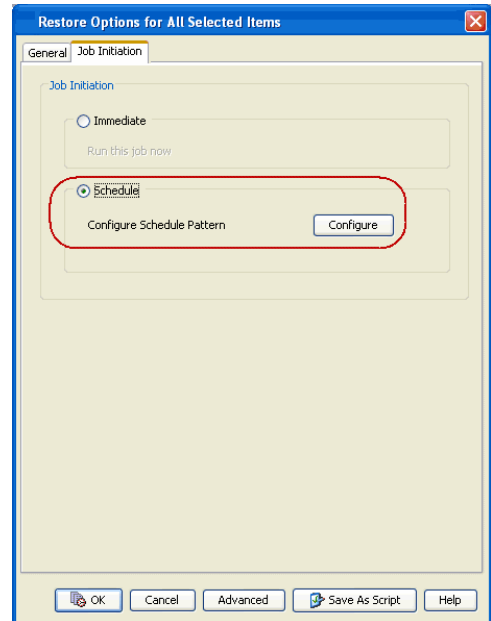 Restore Options for All Selected Items
General Job Initiation
Job Initiation
Immediate
Run this job now
Schedule
Configure Schedule Pattern Configure
OK Cancel Advanced Save As Script Help